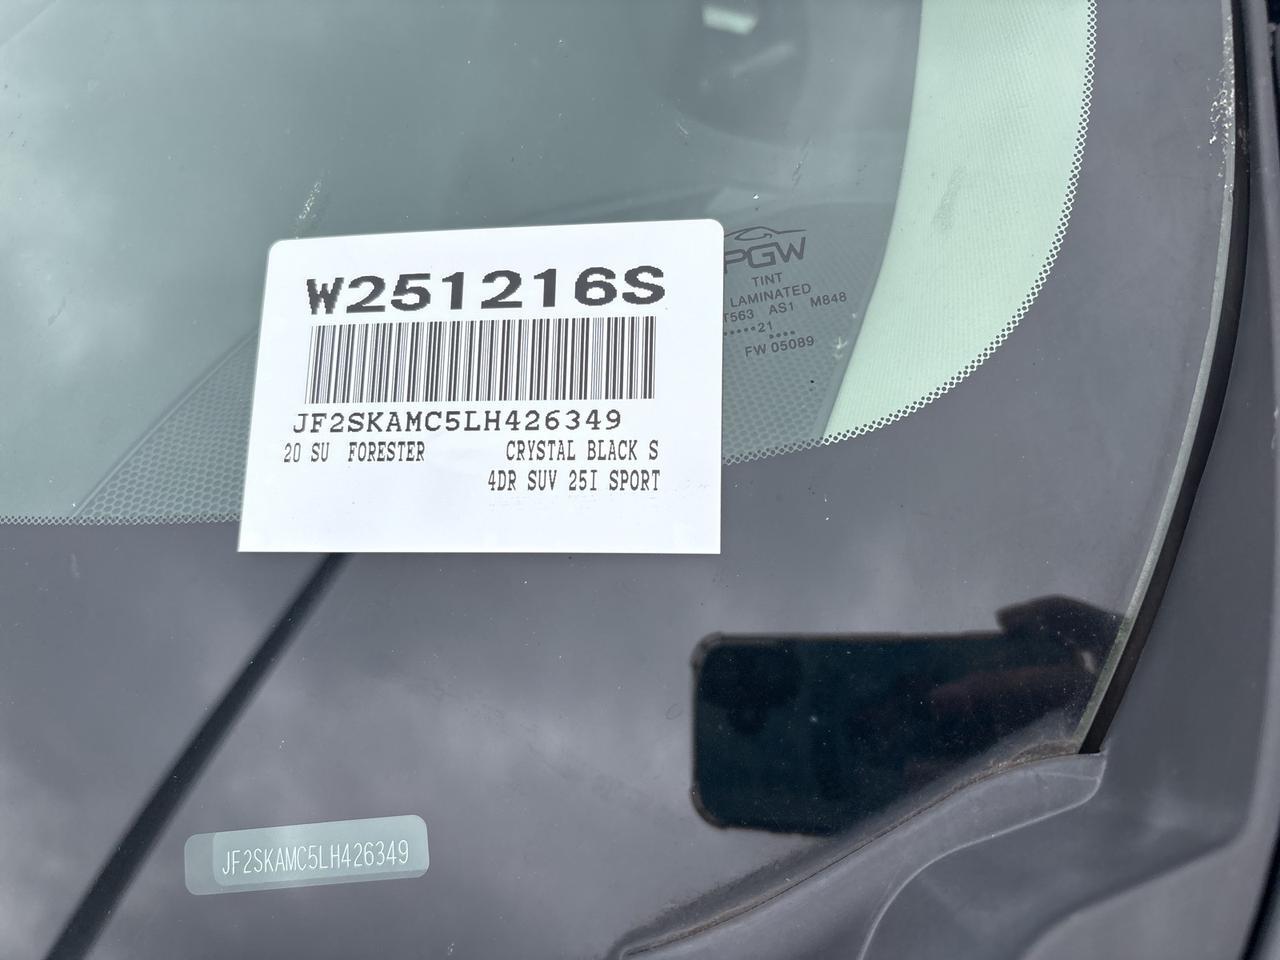 W251216S
JF2SKAMC5LH426349
20 SU FORESTER CRYSTAL BLACK S
4DR SUV 25I SPORT
PGW
TINT
LAMINATED
T563 AS1 M848
•••••21••••
FW 05089
JF2SKAMC5LH426349